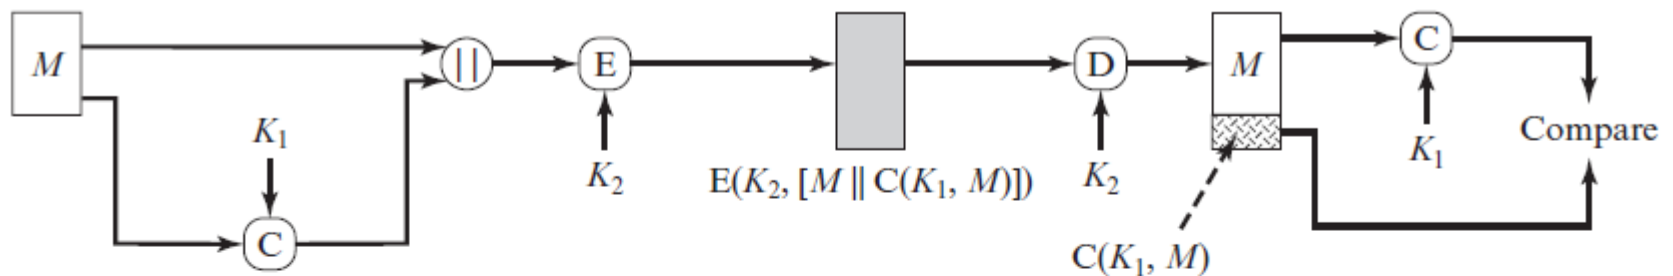 M
K₁
C
||
E
K₂
E(K₂, [M || C(K₁, M)])
D
K₂
M
C(K₁, M)
C
K₁
Compare